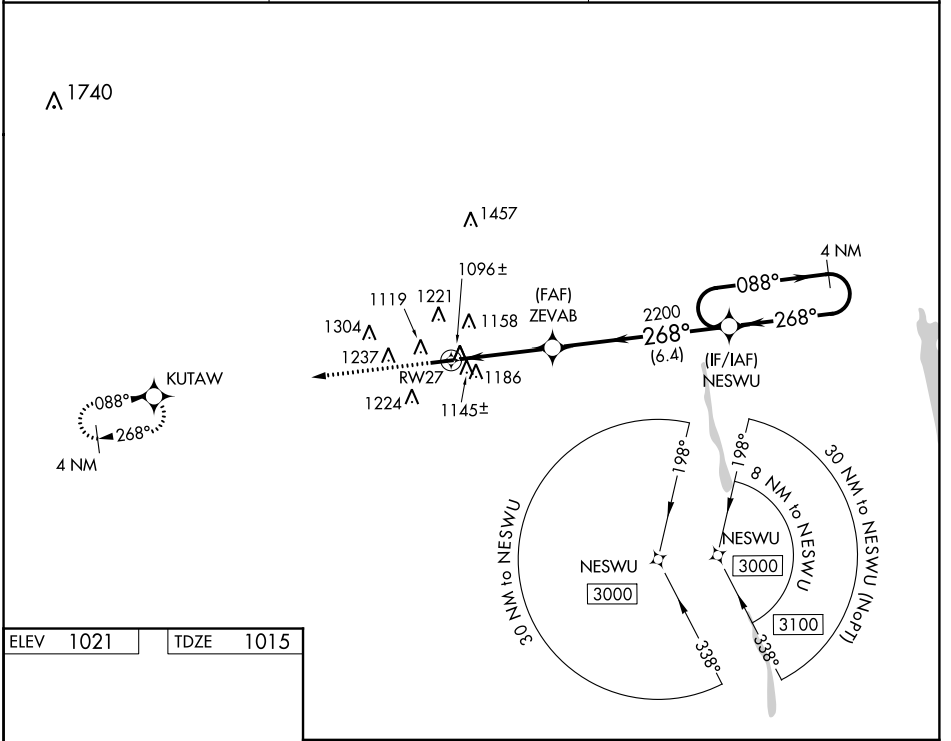 1740
1457
4 NM
088°
1096±
(FAF)
ZEVAB
1119
1221
1158
2200
268°
268°
(6.4)
1304
1237
RW27
1186
(IF/IAF)
NESWU
KUTAW
088°
1224
1145±
268°
4 NM
198°
198°
30 NM to NESWU
30 NM to NESWU (NoPT)
8 NM to NESWU
NESWU
3000
NESWU
3000
3100
338°
338°
ELEV 1021
TDZE 1015